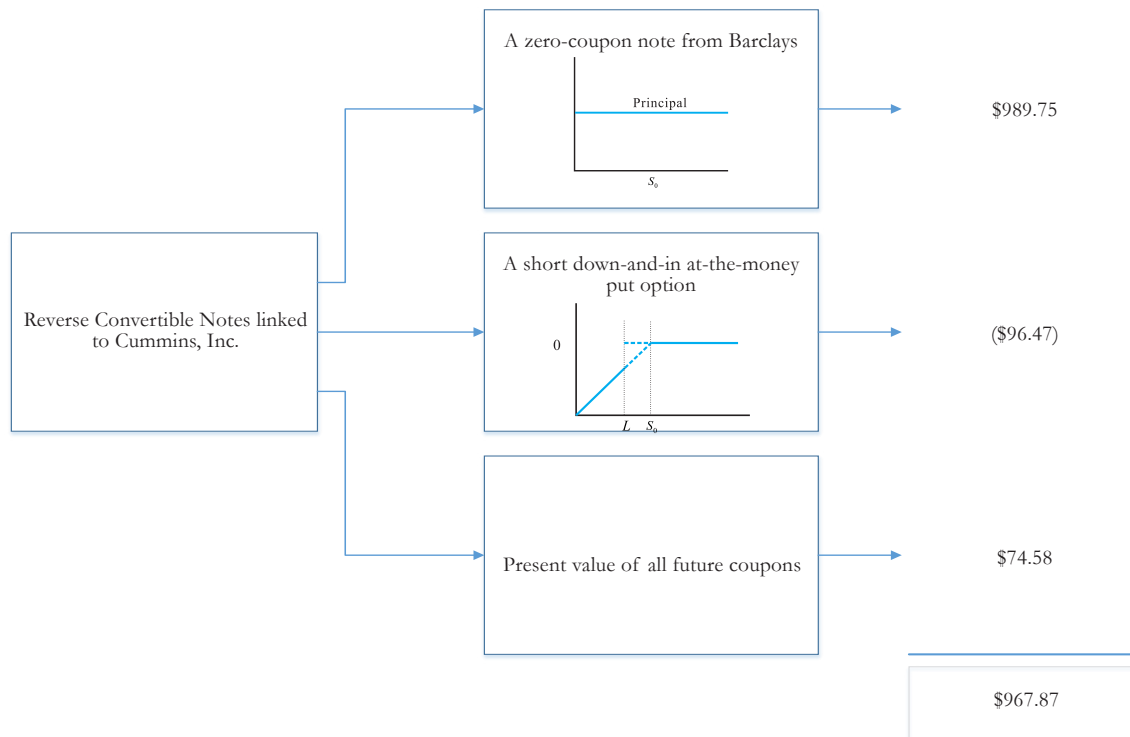 A zero-coupon note from Barclays
Principal
S₀
$989.75
Reverse Convertible Notes linked
to Cummins, Inc.
A short down-and-in at-the-money
put option
0
L S₀
($96.47)
Present value of all future coupons
$74.58
$967.87